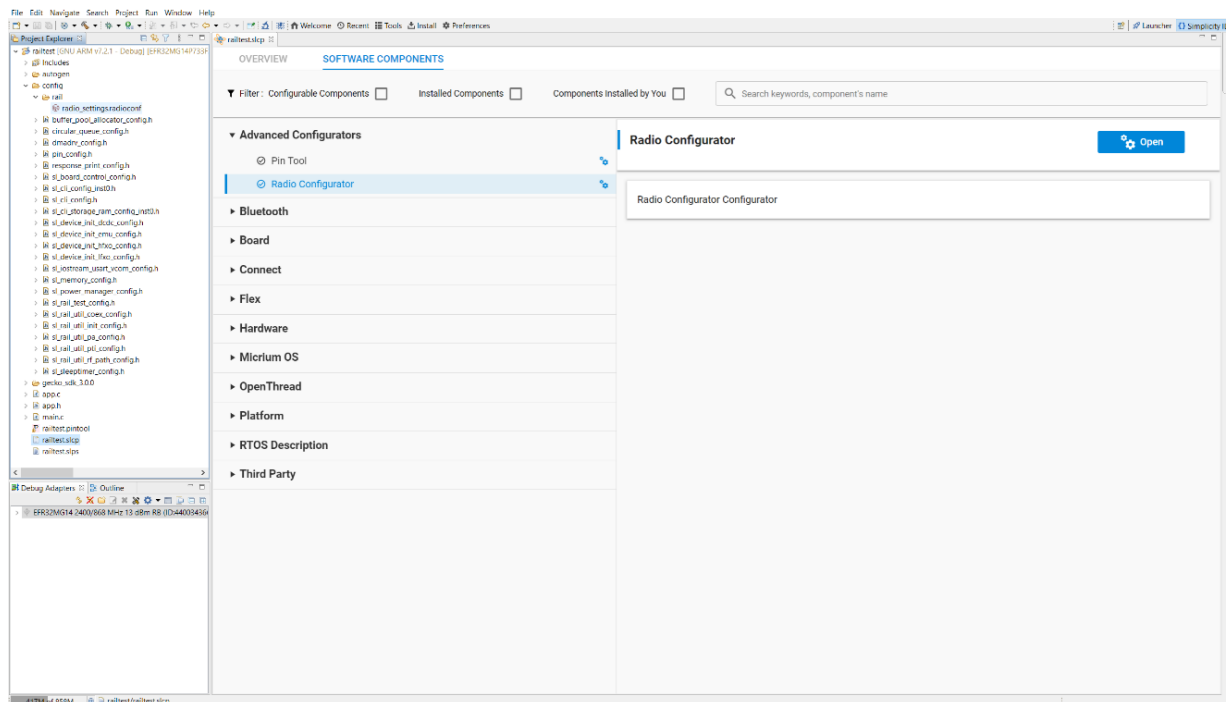 File Edit Navigate Search Project Run Window Help
Welcome Recent Tools Install Preferences
Launcher Simplicity
Project Explorer
railtest [GNU ARM v7.2.1 - Debug] [EFR32MG14P733F
Includes
autogen
config
rail
radio_settings.radioconf
buffer_pool_allocator_config.h
circular_queue_config.h
dmadrv_config.h
pin_config.h
response_print_config.h
sl_board_control_config.h
sl_cli_config_inst0.h
sl_cli_config.h
sl_cli_storage_ram_config_inst0.h
sl_device_init_dcdc_config.h
sl_device_init_emu_config.h
sl_device_init_hfxo_config.h
sl_device_init_lfxo_config.h
sl_iostream_usart_vcom_config.h
sl_memory_config.h
sl_power_manager_config.h
sl_rail_test_config.h
sl_rail_util_coex_config.h
sl_rail_util_init_config.h
sl_rail_util_pa_config.h
sl_rail_util_pti_config.h
sl_rail_util_rf_path_config.h
sl_sleeptimer_config.h
gecko_sdk_3.0.0
app.c
app.h
main.c
railtest.pintool
railtest.slcp
railtest.slps
Debug Adapters Outline
EFR32MG14 2400/868 MHz 13 dBm RB (ID:44003436
railtest.slcp
OVERVIEW SOFTWARE COMPONENTS
Filter : Configurable Components Installed Components Components Installed by You Search keywords, component's name
Advanced Configurators
Pin Tool
Radio Configurator
Bluetooth
Board
Connect
Flex
Hardware
Micrium OS
OpenThread
Platform
RTOS Description
Third Party
Radio Configurator
Open
Radio Configurator Configurator
railtest/railtest.slcp